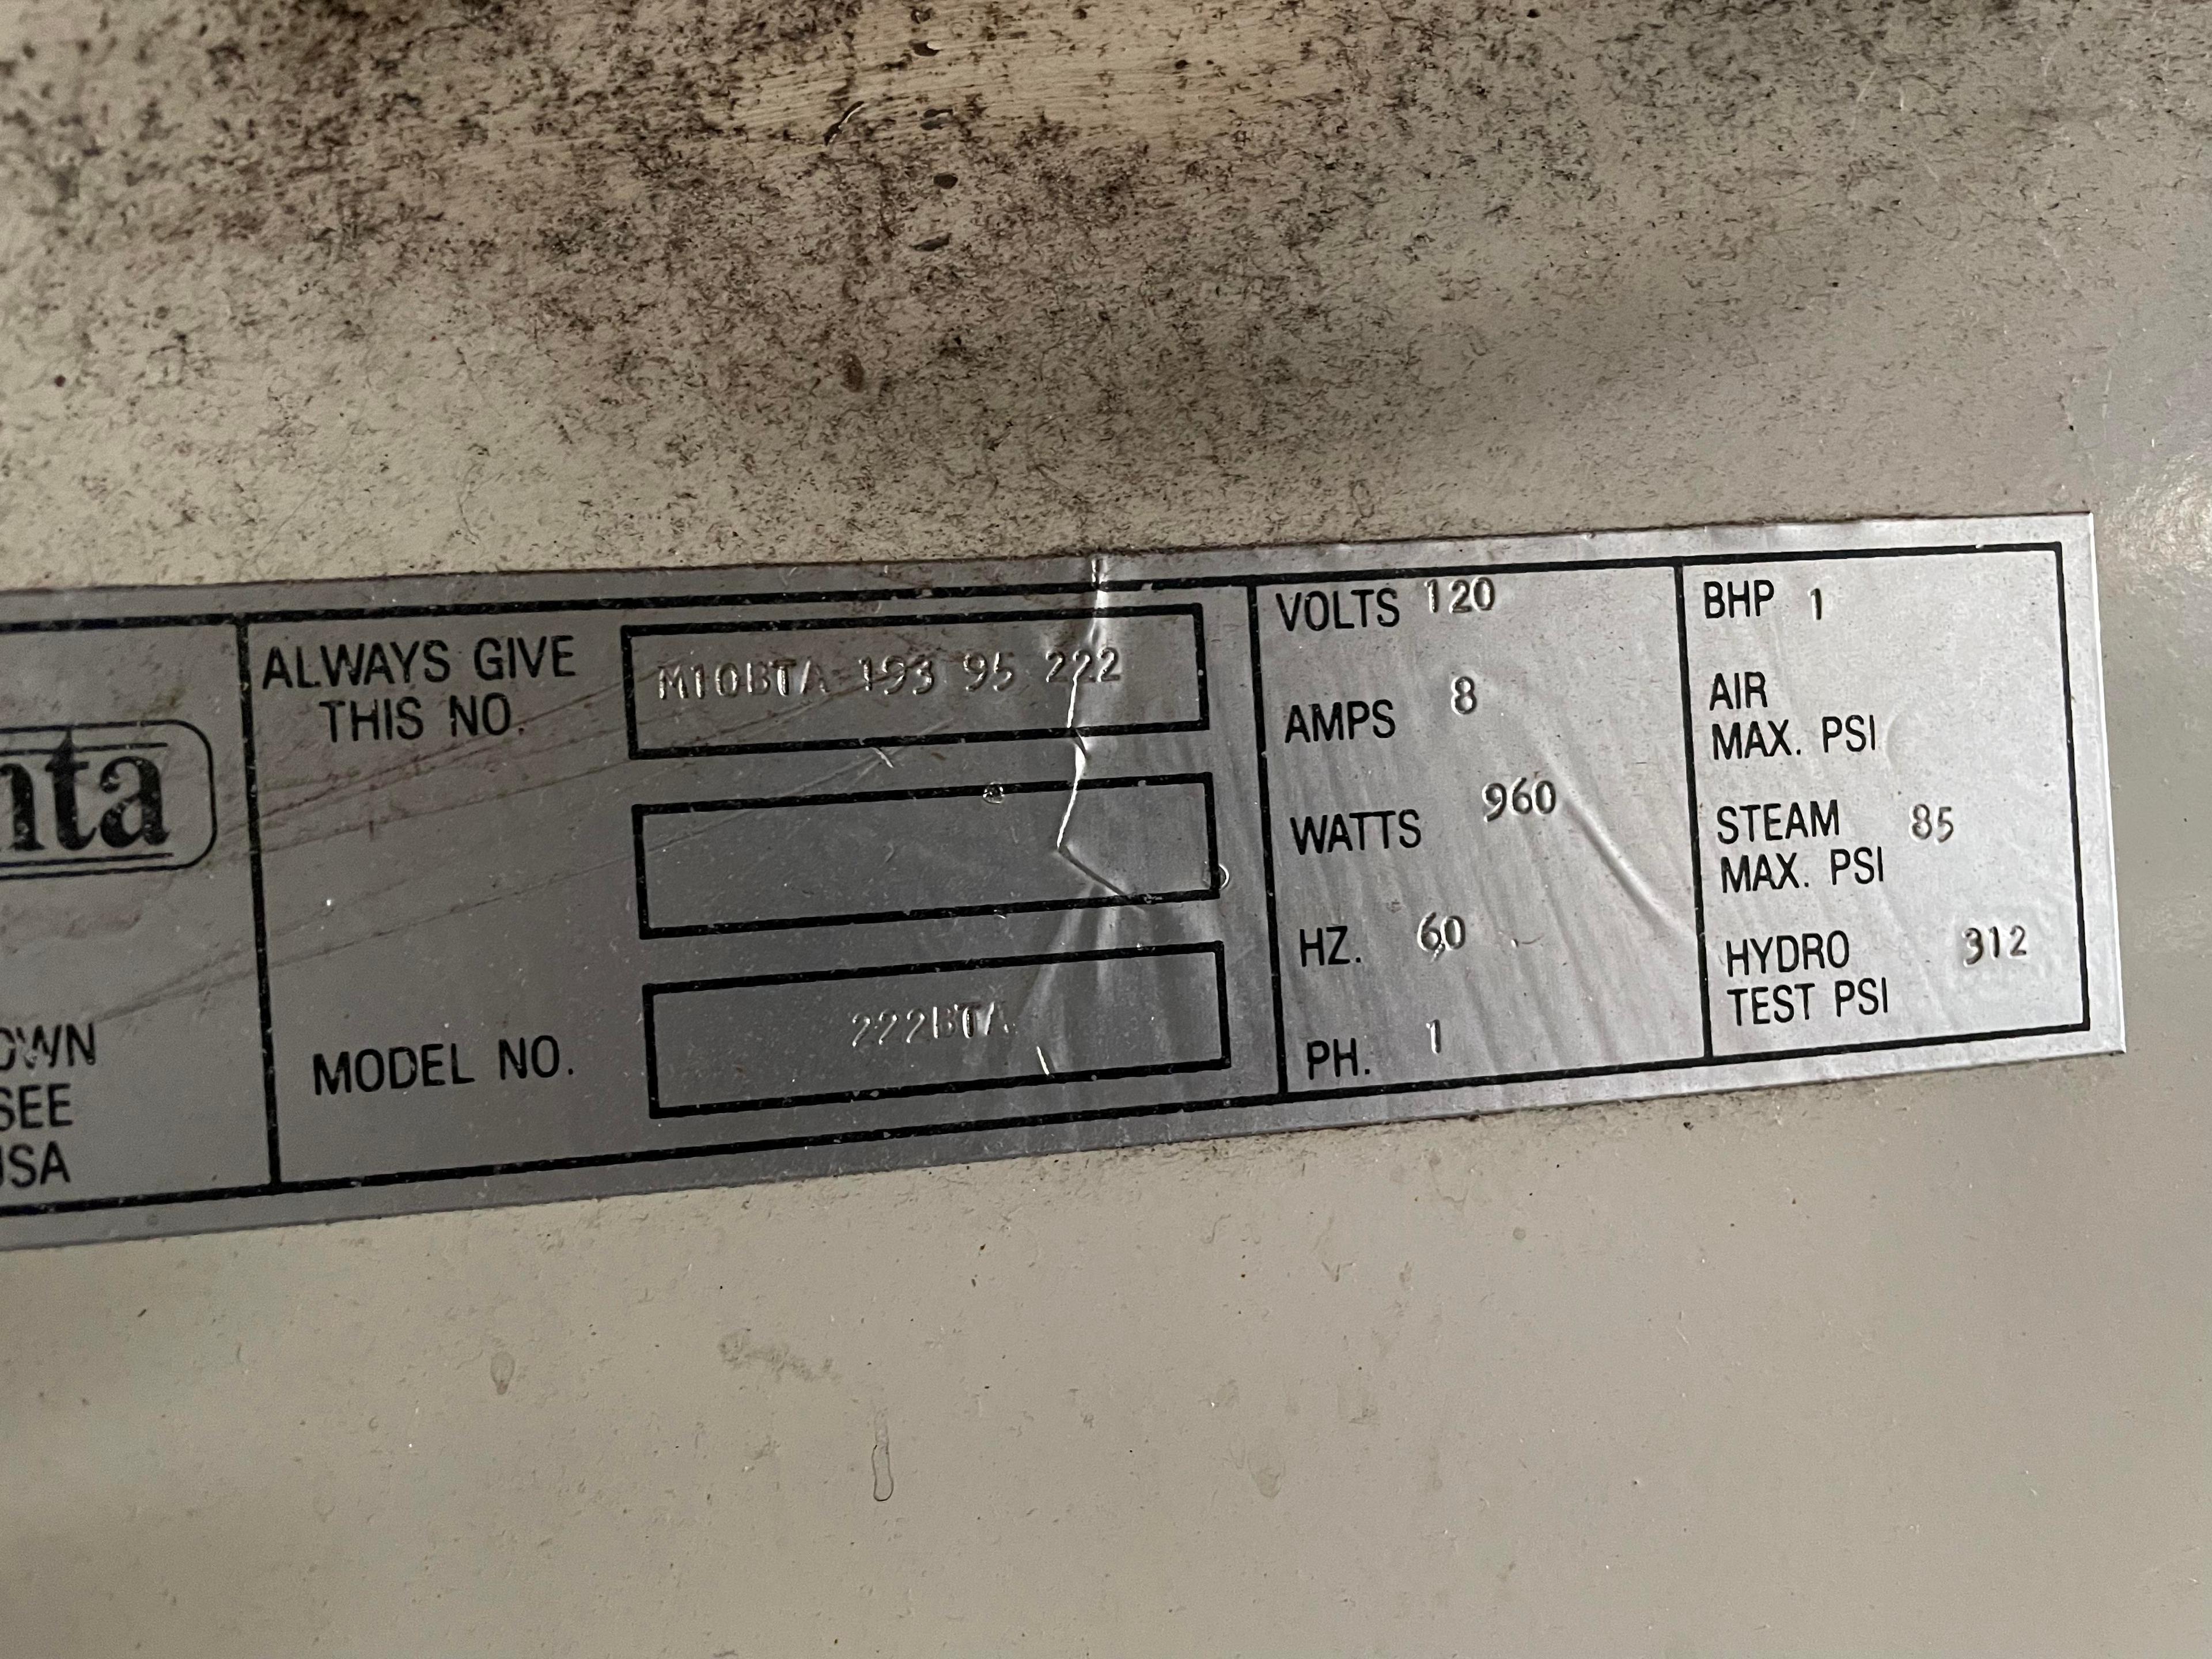 nta
OWN
SEE
USA
ALWAYS GIVE
THIS NO.
M10BTA-193 95 222
MODEL NO.
222BTA
VOLTS 120
AMPS 8
WATTS 960
HZ. 60
PH. 1
BHP 1
AIR
MAX. PSI
STEAM 85
MAX. PSI
HYDRO 312
TEST PSI